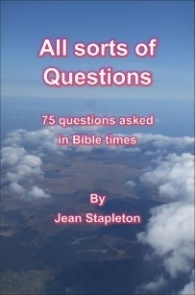 All sorts of
Questions
75 questions asked
in Bible times
By
Jean Stapleton